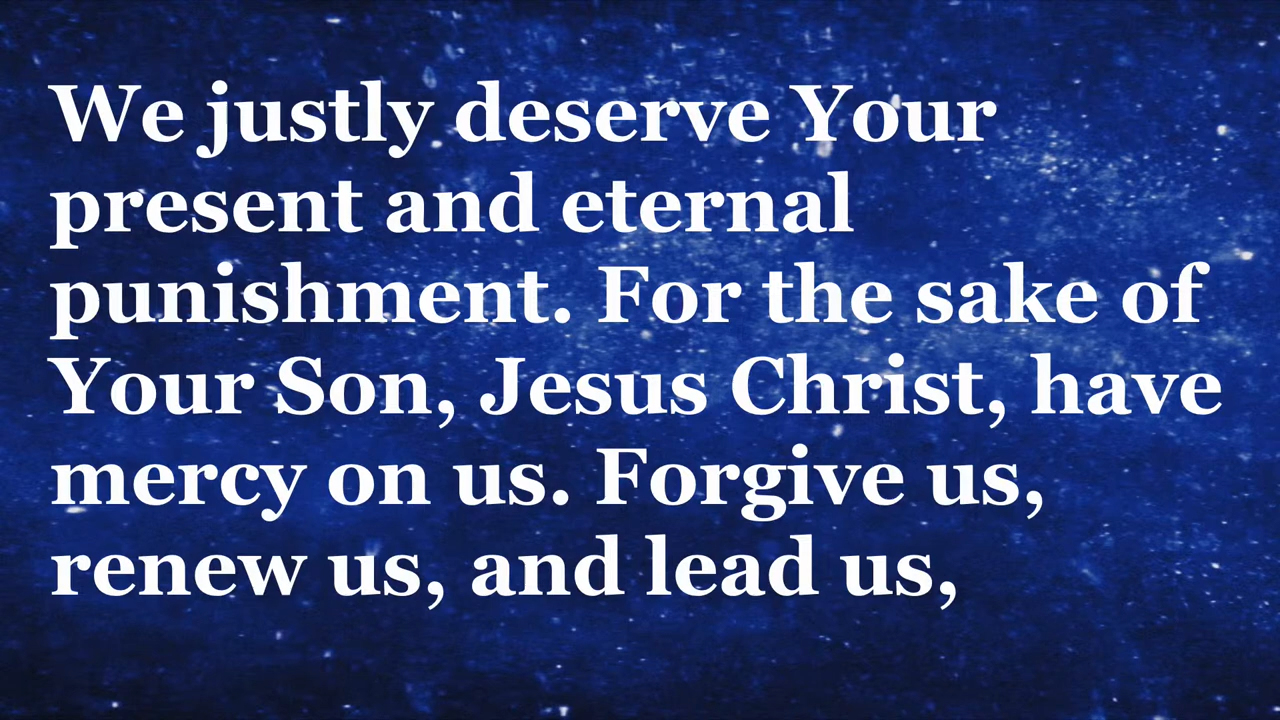 We justly deserve Your
present and eternal
punishment. For the sake of
Your Son, Jesus Christ, have
mercy on us. Forgive us,
renew us, and lead us,